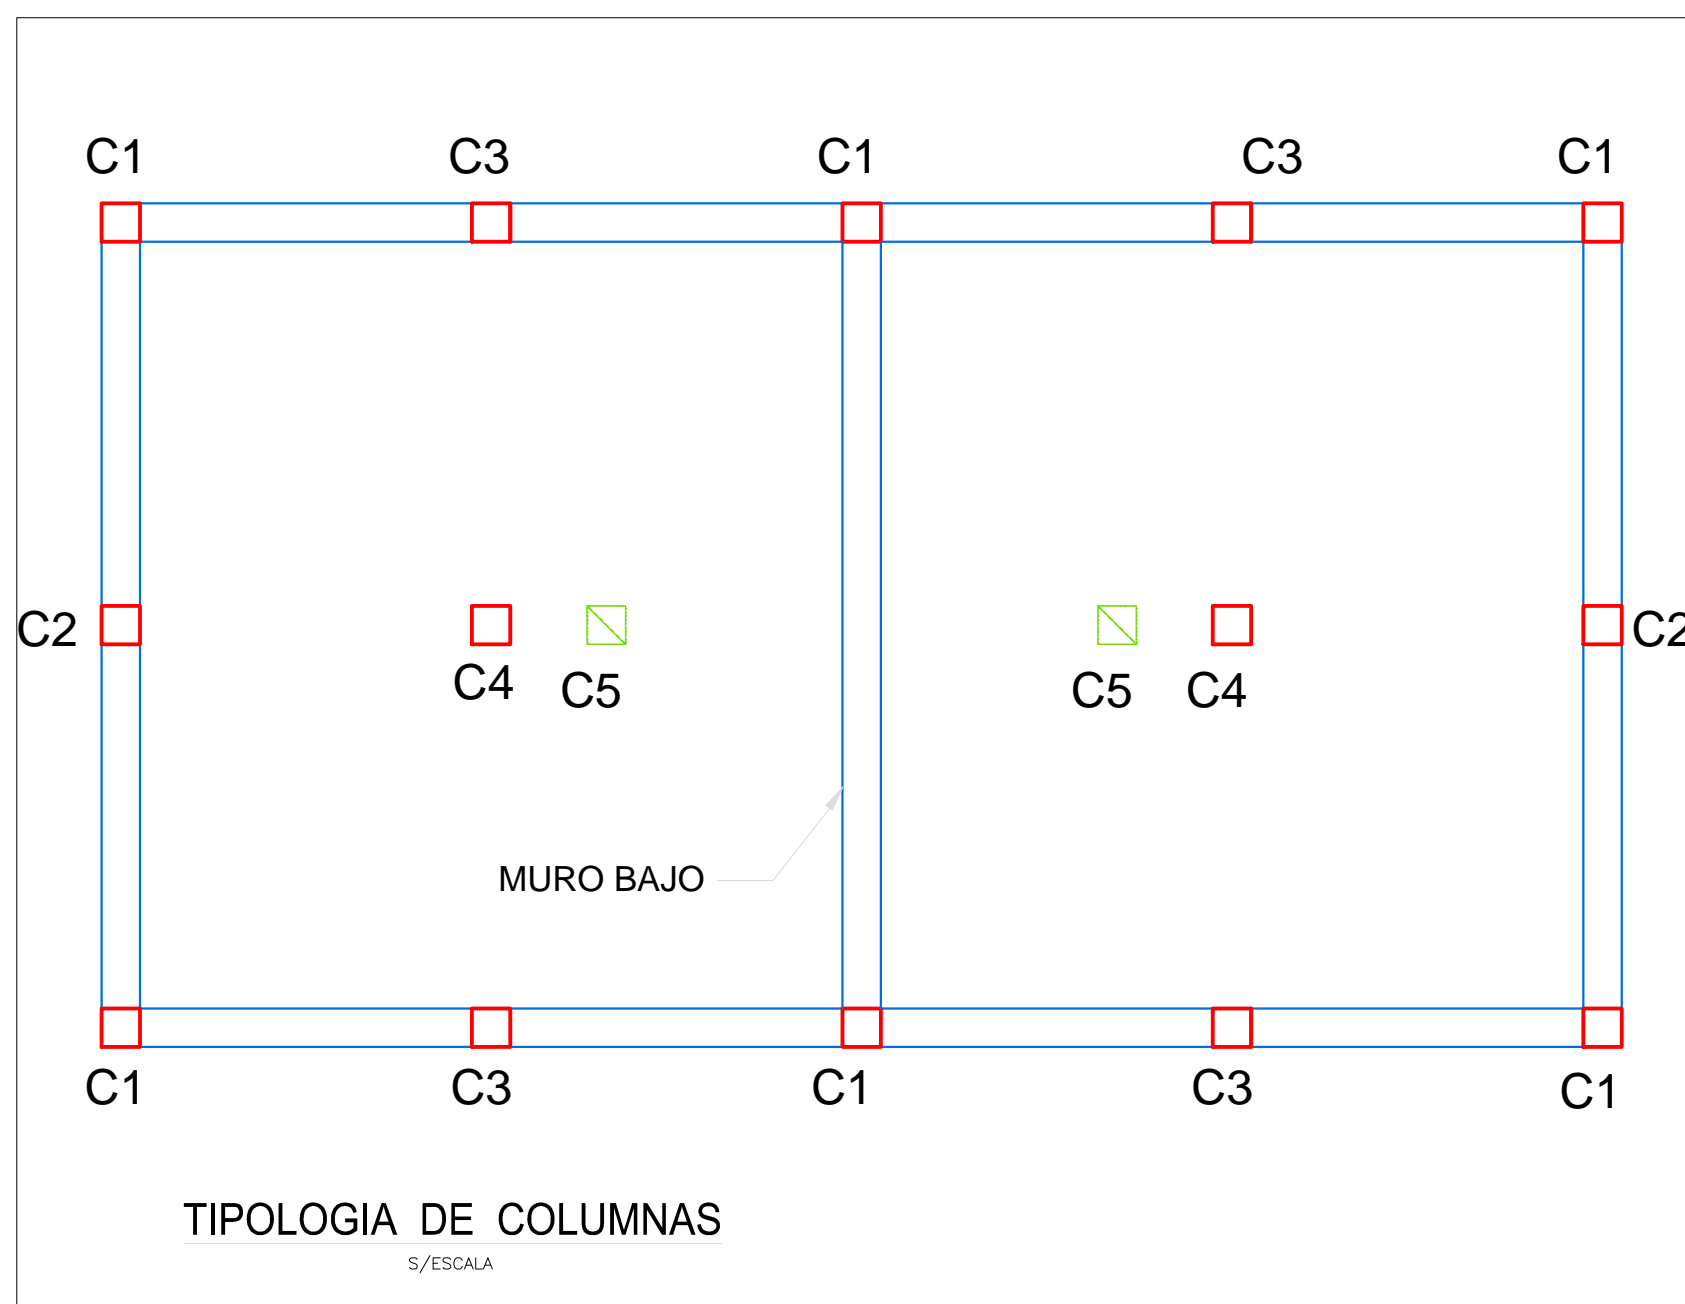 C1 C3 C1 C3 C1
C2 C2
C4 C5 C5 C4
MURO BAJO
C1 C3 C1 C3 C1
TIPOLOGIA DE COLUMNAS
S/ESCALA